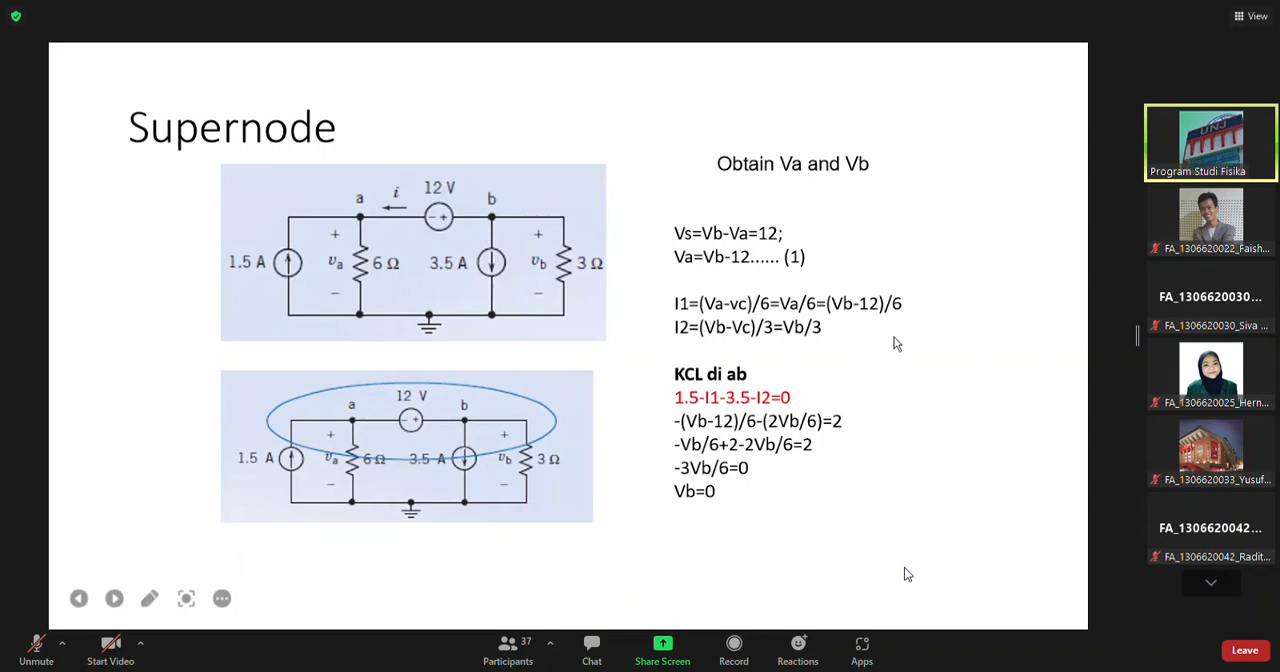 View
Supernode
Obtain Va and Vb
12 V
a
i
b
+
+
1.5 A
va
6 Ω
3.5 A
vb
3 Ω
−
−
Vs=Vb-Va=12;
Va=Vb-12...... (1)
I1=(Va-vc)/6=Va/6=(Vb-12)/6
I2=(Vb-Vc)/3=Vb/3
12 V
a
b
+
+
1.5 A
va
6 Ω
3.5 A
vb
3 Ω
−
−
KCL di ab
1.5-I1-3.5-I2=0
-(Vb-12)/6-(2Vb/6)=2
-Vb/6+2-2Vb/6=2
-3Vb/6=0
Vb=0
UNJ
Program Studi Fisika
FA_1306620022_Faish...
FA_1306620030...
FA_1306620030_Siva ...
FA_1306620025_Hern...
FA_1306620033_Yusuf...
FA_1306620042...
FA_1306620042_Radit...
Unmute
Start Video
Participants
37
Chat
Share Screen
Record
Reactions
Apps
Leave